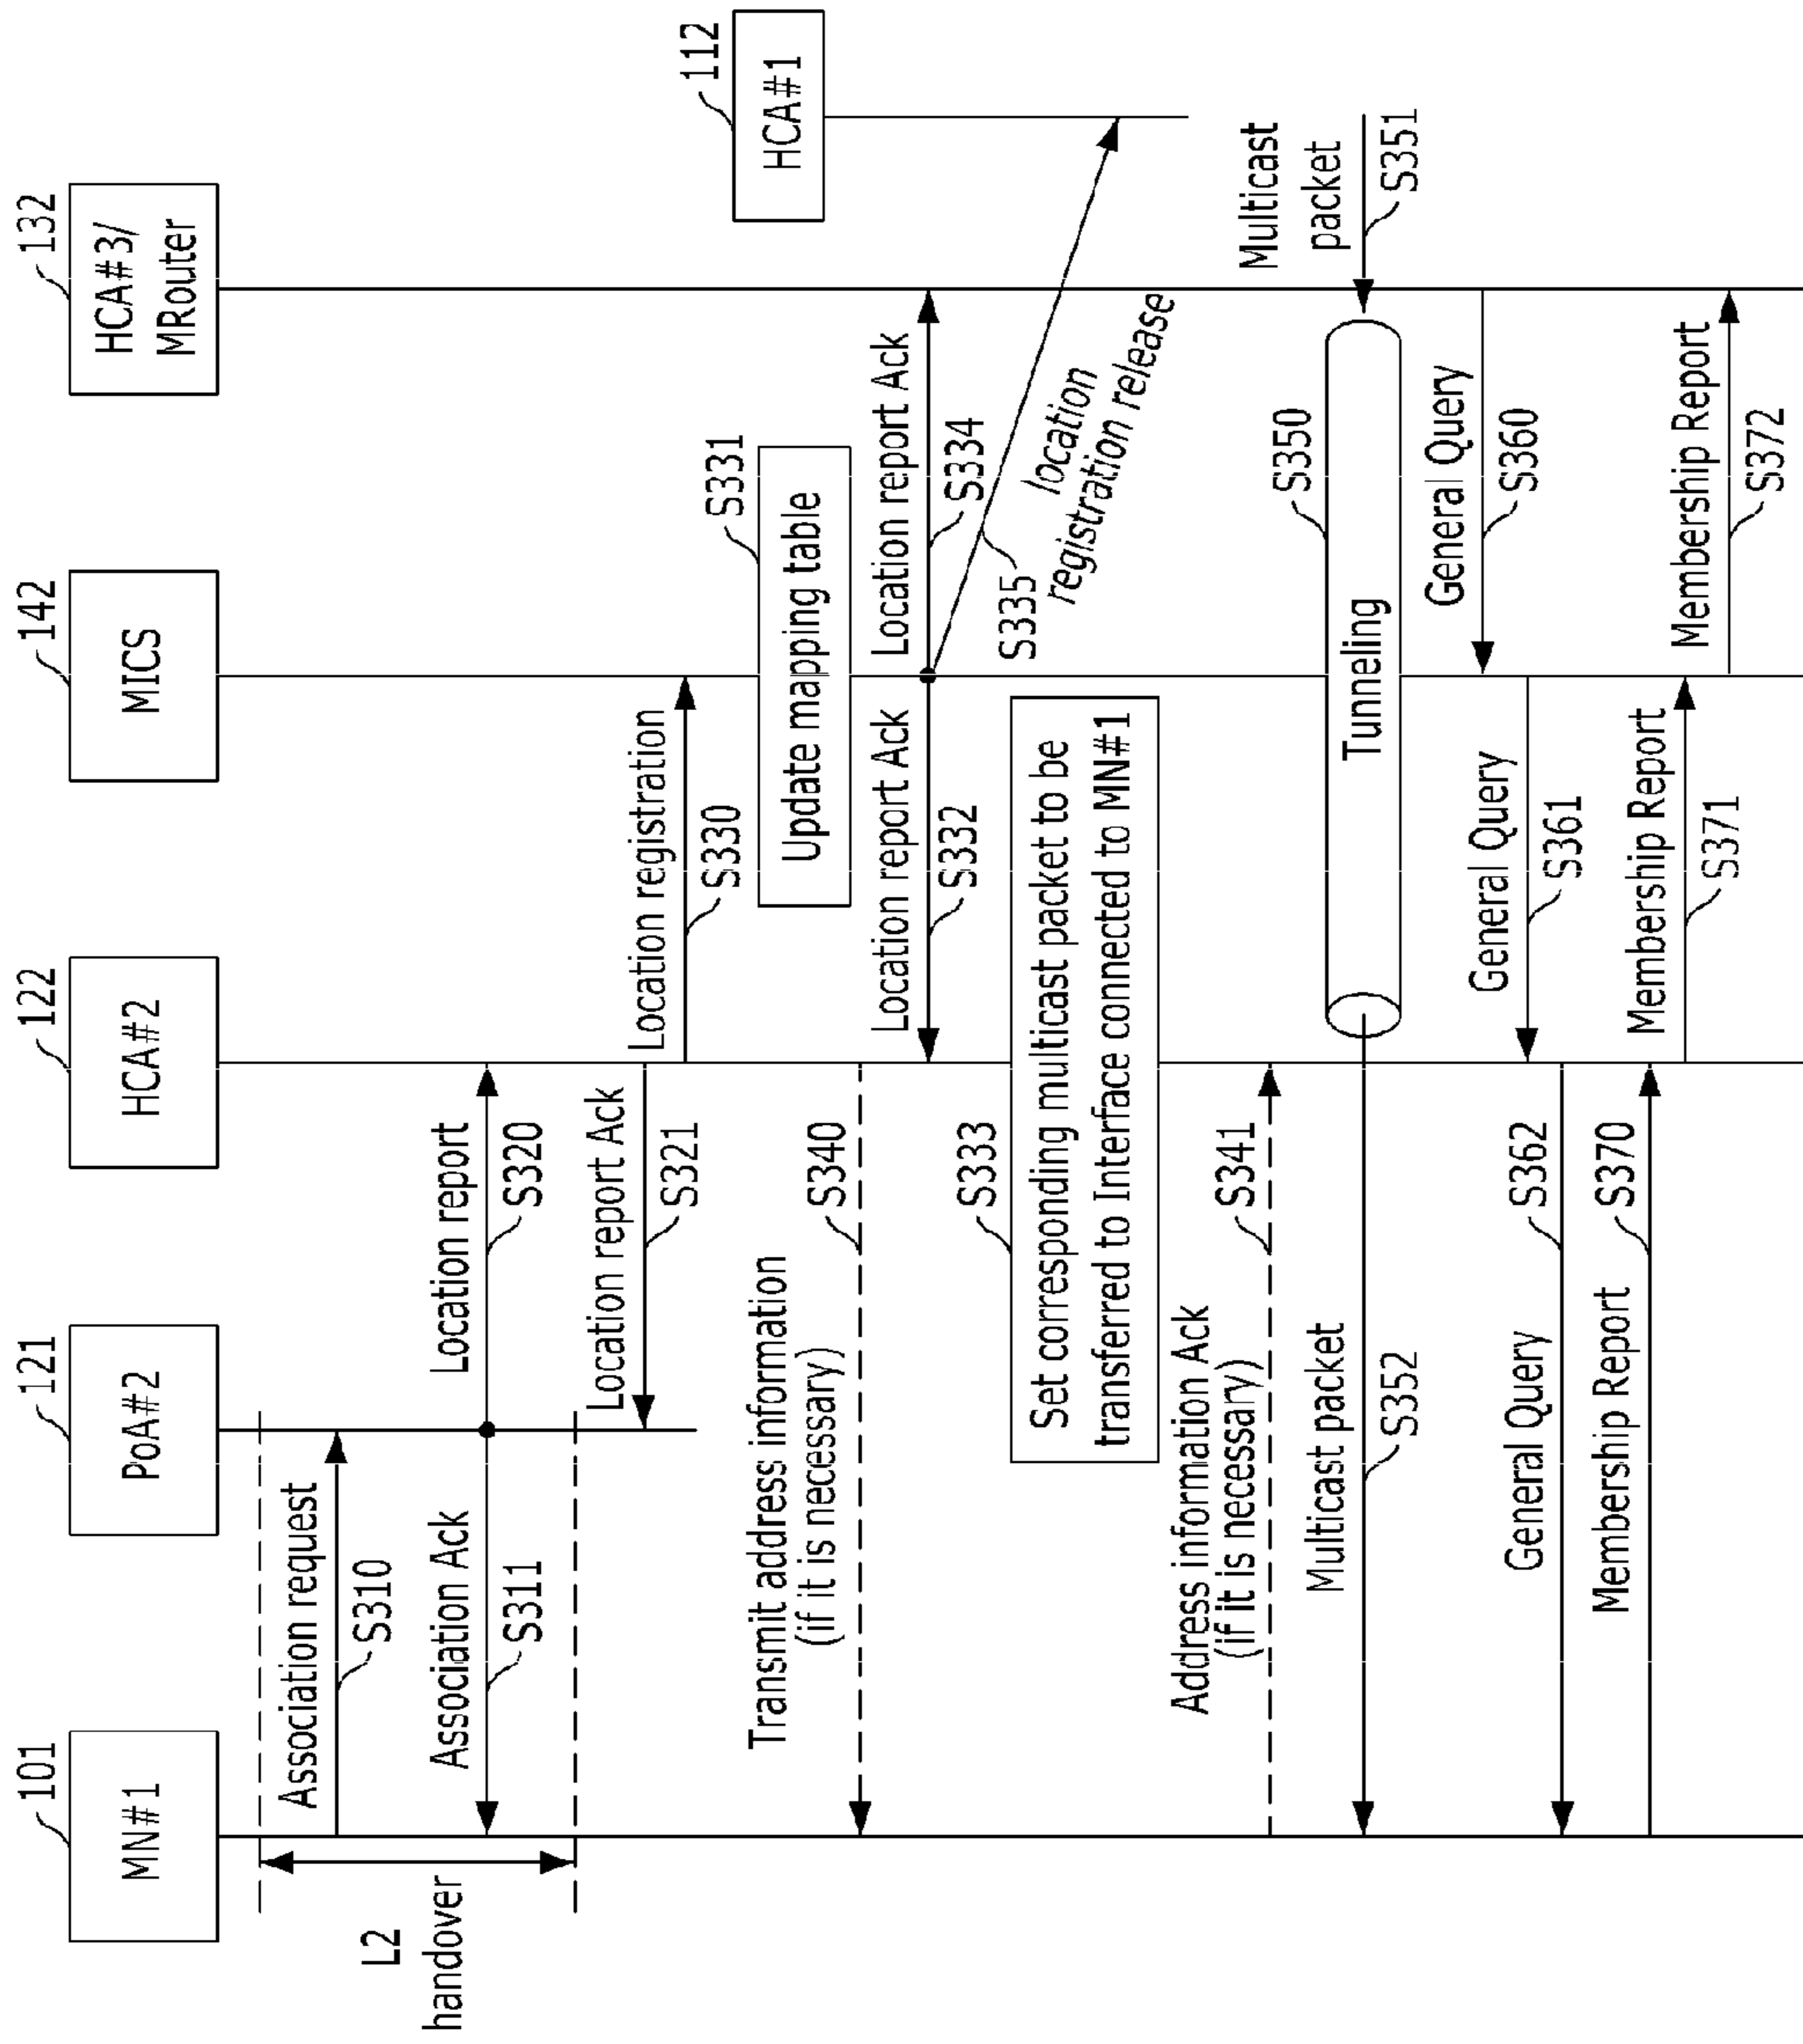 101
MN#1
121
PoA#2
122
HCA#2
142
MICS
132
HCA#3/
MRouter
112
HCA#1
L2
handover
Association request
S310
Association Ack
S311
Location report
S320
Location report Ack
S321
Location registration
S330
S331
Update mapping table
Transmit address information
(if it is necessary)
S340
Location report Ack
S332
Location report Ack
S334
S335
location
registration release
S333
Set corresponding multicast packet to be
transferred to Interface connected to MN#1
Address information Ack
(if it is necessary)
S341
Multicast
packet
S351
S350
Tunneling
Multicast packet
S352
General Query
S360
General Query
S361
General Query
S362
Membership Report
S370
Membership Report
S371
Membership Report
S372